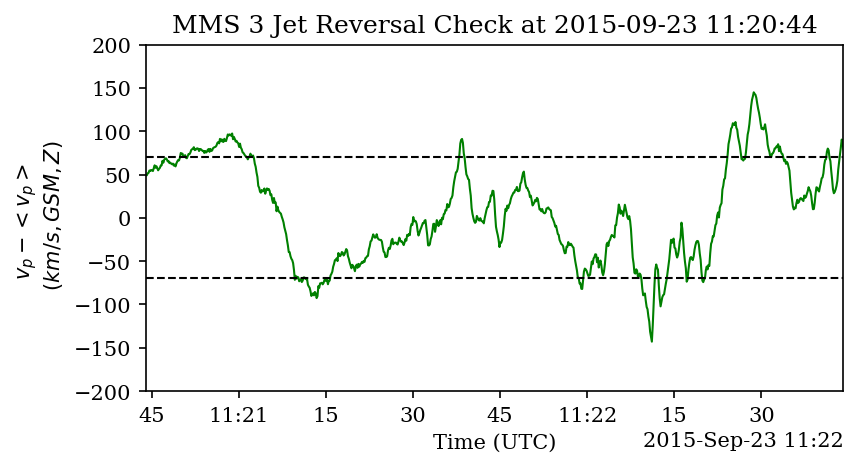 MMS 3 Jet Reversal Check at 2015-09-23 11:20:44
200
150
100
50
0
−50
−100
−150
−200
v_p − < v_p >
(km/s, GSM, Z)
45 11:21 15 30 45 11:22 15 30
Time (UTC)
2015-Sep-23 11:22